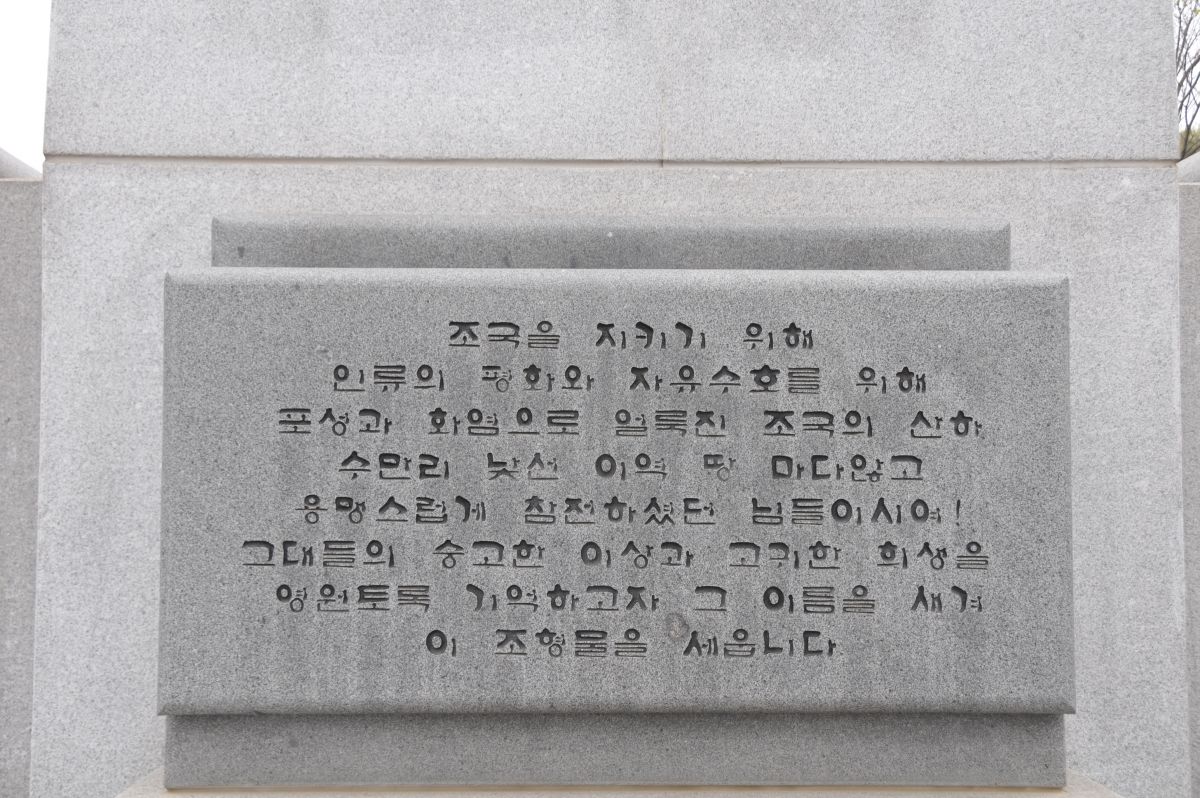 조국을 지키기 위해
인류의 평화와 자유수호를 위해
포성과 화염으로 얼룩진 조국의 산하
수만리 낯선 이역 땅 마다않고
용맹스럽게 참전하셨던 님들이시여!
그대들의 숭고한 이상과 고귀한 희생을
영원토록 기억하고자 그 이름을 새겨
이 조형물을 세웁니다